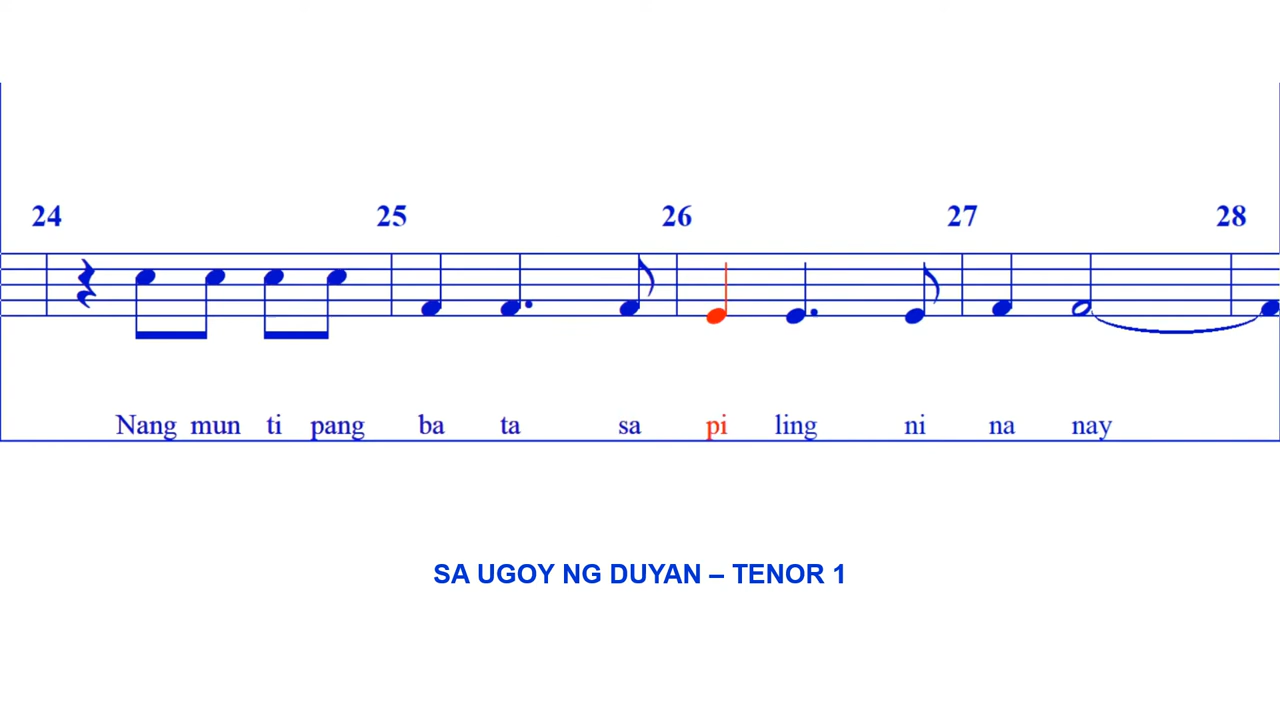 24 25 26 27 28
Nang mun ti pang ba ta sa pi ling ni na nay
SA UGOY NG DUYAN – TENOR 1